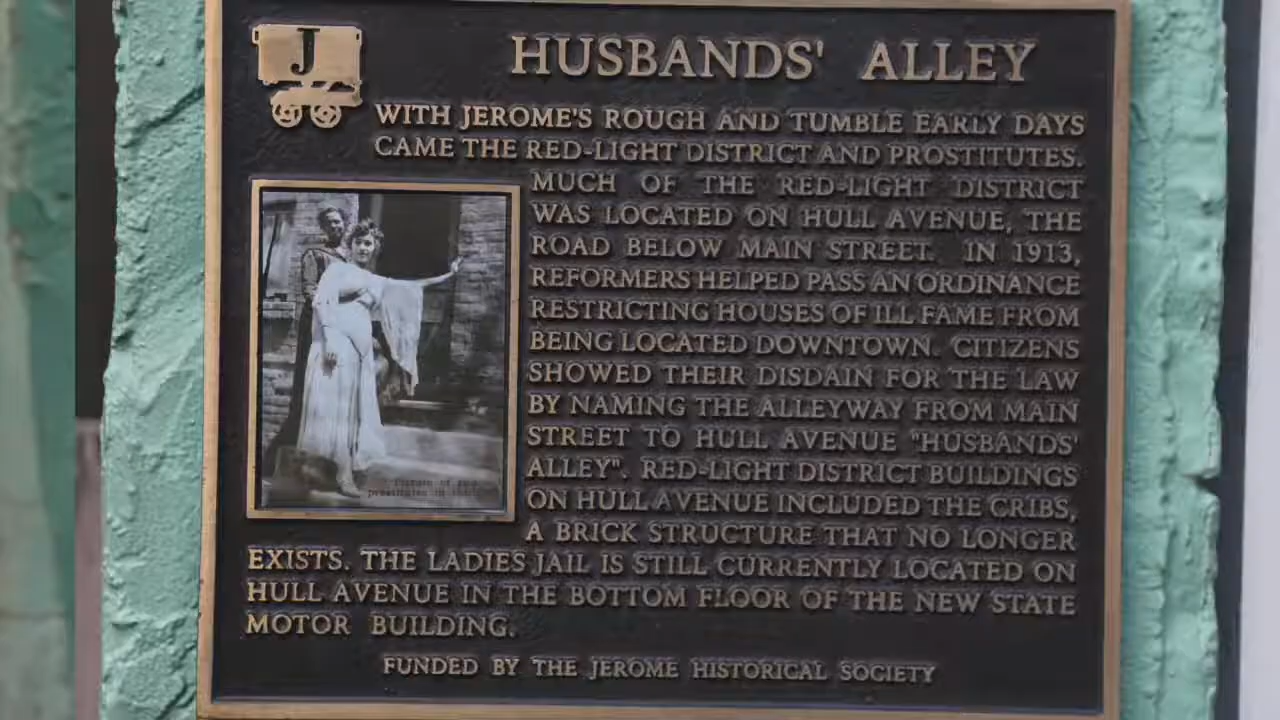 J
HUSBANDS' ALLEY
WITH JEROME'S ROUGH AND TUMBLE EARLY DAYS
CAME THE RED-LIGHT DISTRICT AND PROSTITUTES.
MUCH OF THE RED-LIGHT DISTRICT
WAS LOCATED ON HULL AVENUE, THE
ROAD BELOW MAIN STREET. IN 1913,
REFORMERS HELPED PASS AN ORDINANCE
RESTRICTING HOUSES OF ILL FAME FROM
BEING LOCATED DOWNTOWN. CITIZENS
SHOWED THEIR DISDAIN FOR THE LAW
BY NAMING THE ALLEYWAY FROM MAIN
STREET TO HULL AVENUE "HUSBANDS'
ALLEY". RED-LIGHT DISTRICT BUILDINGS
ON HULL AVENUE INCLUDED THE CRIBS,
A BRICK STRUCTURE THAT NO LONGER
EXISTS. THE LADIES JAIL IS STILL CURRENTLY LOCATED ON
HULL AVENUE IN THE BOTTOM FLOOR OF THE NEW STATE
MOTOR BUILDING.
FUNDED BY THE JEROME HISTORICAL SOCIETY
Picture of
prostitutes in